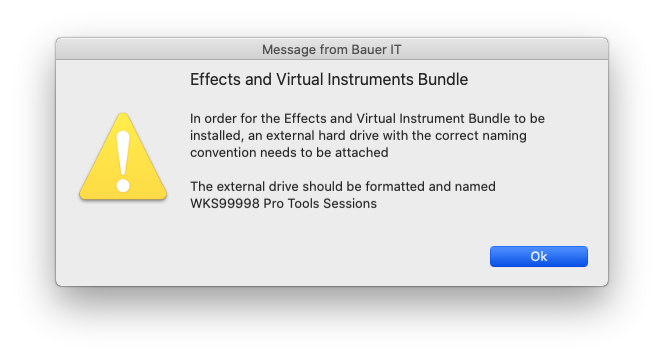 Message from Bauer IT
Effects and Virtual Instruments Bundle
In order for the Effects and Virtual Instrument Bundle to be
installed, an external hard drive with the correct naming
convention needs to be attached
The external drive should be formatted and named
WKS99998 Pro Tools Sessions
Ok